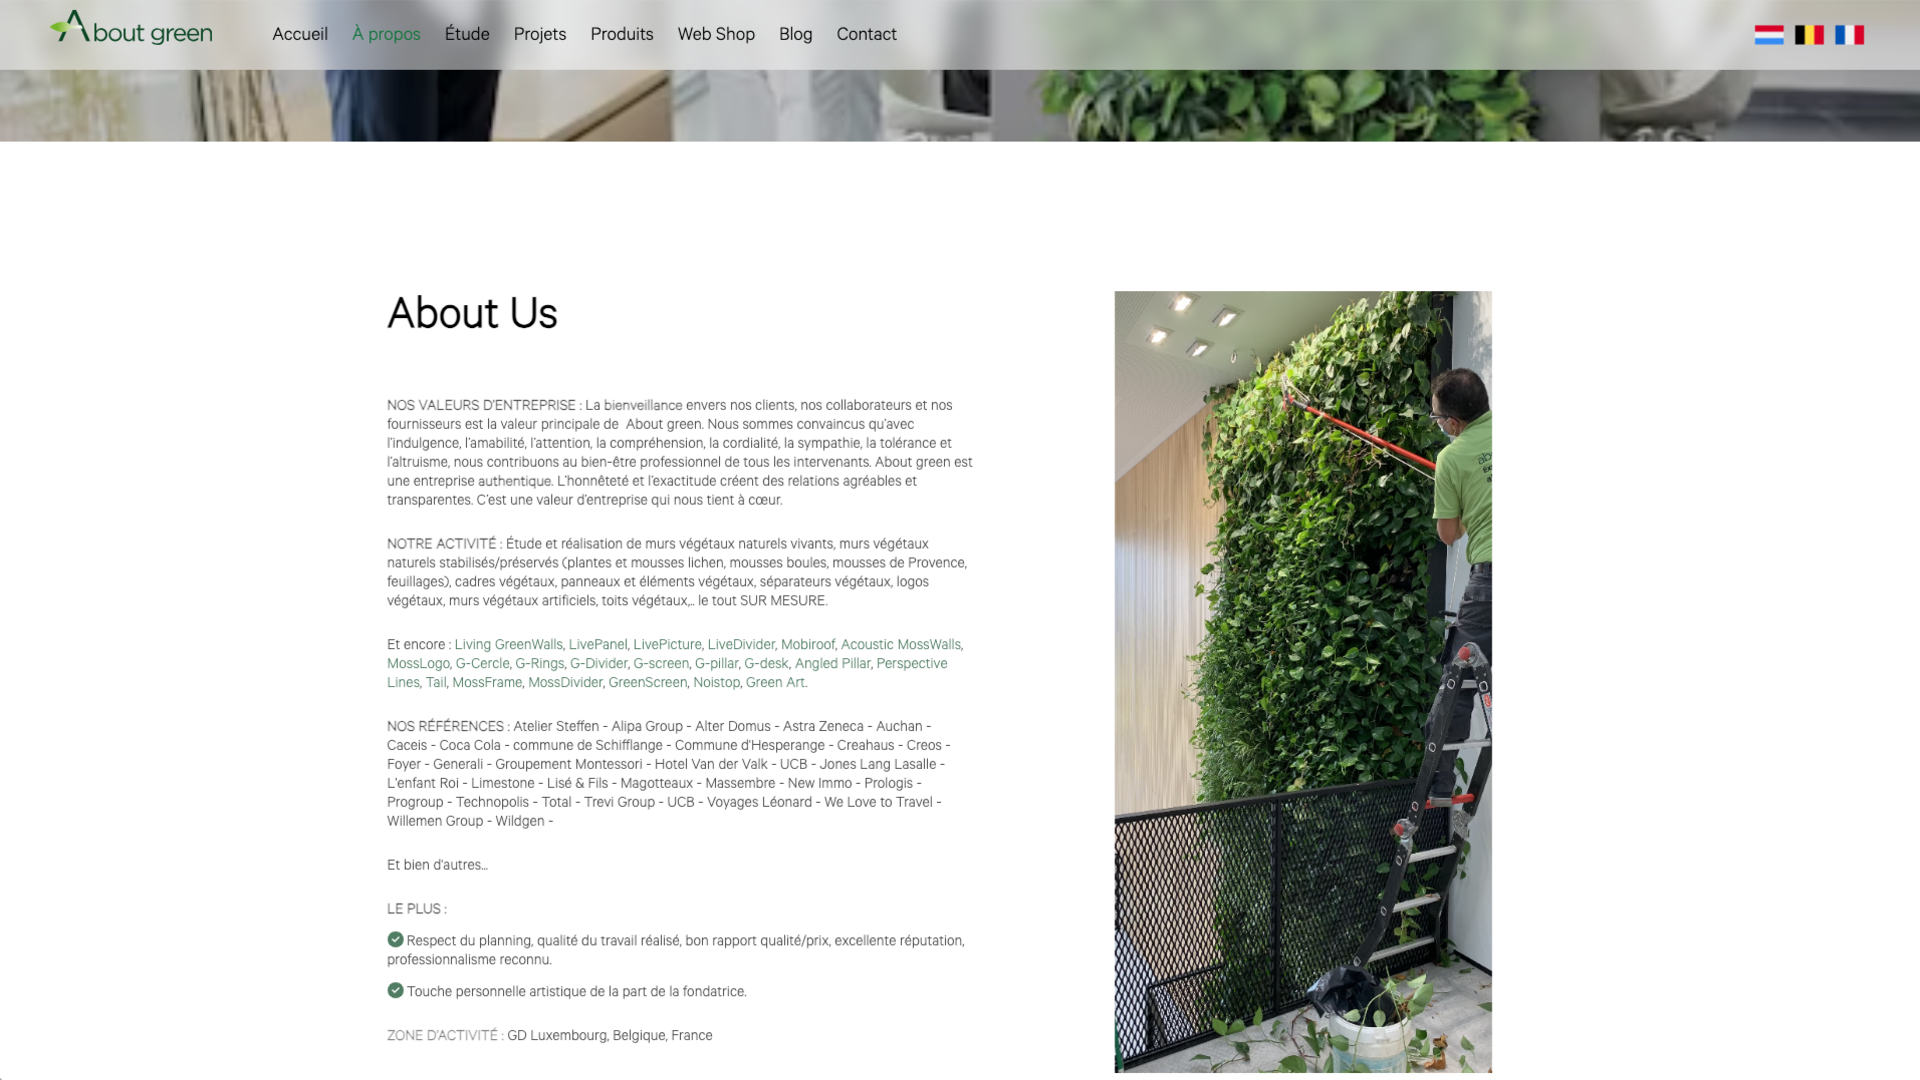 About green
Accueil
À propos
Étude
Projets
Produits
Web Shop
Blog
Contact
About Us
NOS VALEURS D'ENTREPRISE : La bienveillance envers nos clients, nos collaborateurs et nos
fournisseurs est la valeur principale de About green. Nous sommes convaincus qu'avec
l'indulgence, l'amabilité, l'attention, la compréhension, la cordialité, la sympathie, la tolérance et
l'altruisme, nous contribuons au bien-être professionnel de tous les intervenants. About green est
une entreprise authentique. L'honnêteté et l'exactitude créent des relations agréables et
transparentes. C'est une valeur d'entreprise qui nous tient à cœur.
NOTRE ACTIVITÉ : Étude et réalisation de murs végétaux naturels vivants, murs végétaux
naturels stabilisés/préservés (plantes et mousses lichen, mousses boules, mousses de Provence,
feuillages), cadres végétaux, panneaux et éléments végétaux, séparateurs végétaux, logos
végétaux, murs végétaux artificiels, toits végétaux,.. le tout SUR MESURE.
Et encore : Living GreenWalls, LivePanel, LivePicture, LiveDivider, Mobiroof, Acoustic MossWalls,
MossLogo, G-Cercle, G-Rings, G-Divider, G-screen, G-pillar, G-desk, Angled Pillar, Perspective
Lines, Tail, MossFrame, MossDivider, GreenScreen, Noistop, Green Art.
NOS RÉFÉRENCES : Atelier Steffen - Alipa Group - Alter Domus - Astra Zeneca - Auchan -
Caceis - Coca Cola - commune de Schifflange - Commune d'Hesperange - Creahaus - Creos -
Foyer - Generali - Groupement Montessori - Hotel Van der Valk - UCB - Jones Lang Lasalle -
L'enfant Roi - Limestone - Lisé & Fils - Magotteaux - Massembre - New Immo - Prologis -
Progroup - Technopolis - Total - Trevi Group - UCB - Voyages Léonard - We Love to Travel -
Willemen Group - Wildgen -
Et bien d'autres...
LE PLUS :
Respect du planning, qualité du travail réalisé, bon rapport qualité/prix, excellente réputation,
professionnalisme reconnu.
Touche personnelle artistique de la part de la fondatrice.
ZONE D'ACTIVITÉ : GD Luxembourg, Belgique, France